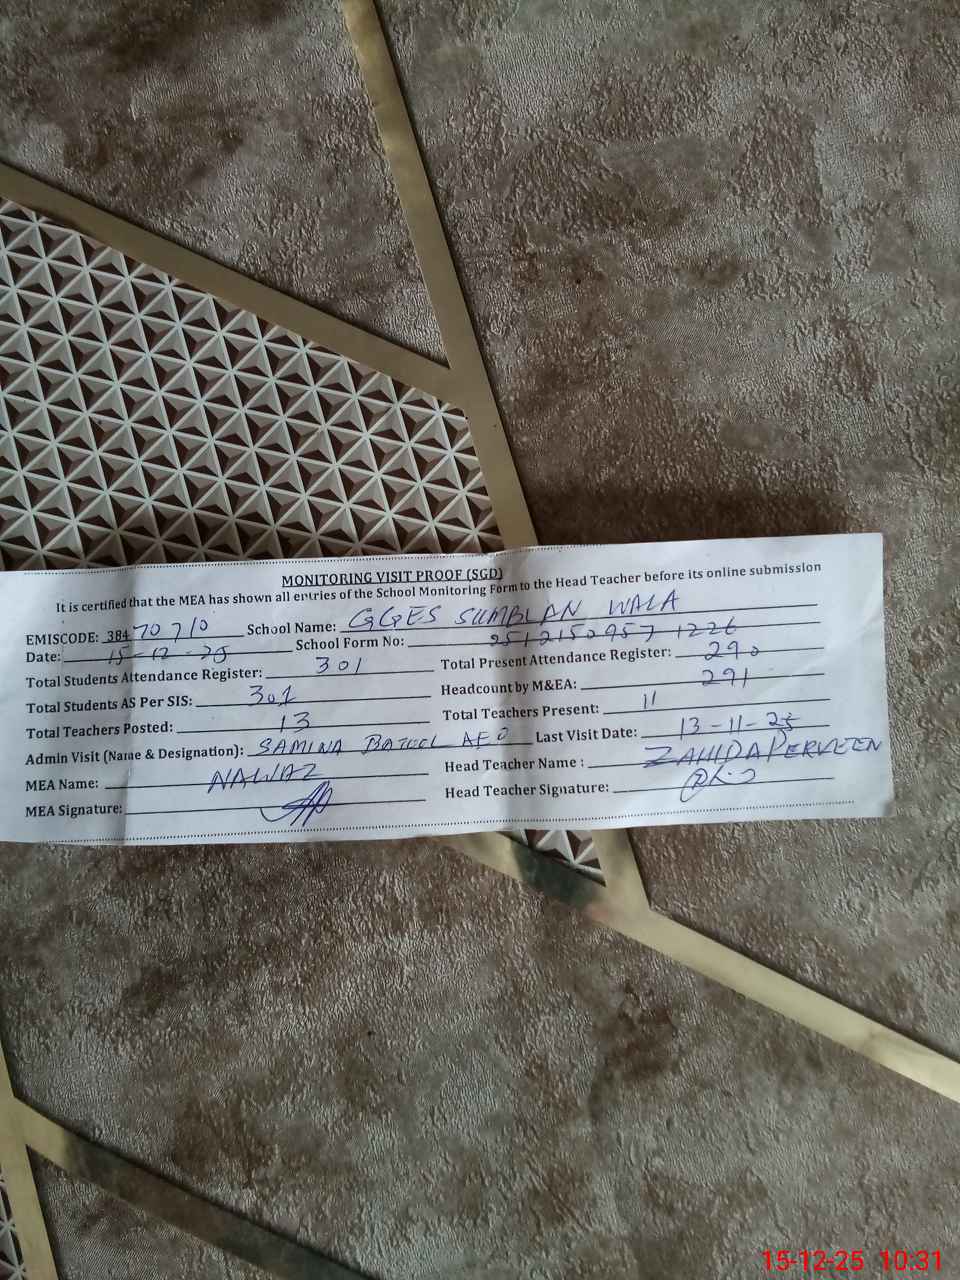 MONITORING VISIT PROOF (SGD)
It is certified that the MEA has shown all entries of the School Monitoring Form to the Head Teacher before its online submission
EMISCODE: 38470710 School Name: GGES SUMBLAN WALA
Date: 15-12-25 School Form No: 2512150957 1226
Total Students Attendance Register: 301 Total Present Attendance Register: 290
Total Students AS Per SIS: 301 Headcount by M&EA: 291
Total Teachers Posted: 13 Total Teachers Present: 11
Admin Visit (Name & Designation): SAMINA BATOOL AEO Last Visit Date: 13-11-25
MEA Name: NAWAZ Head Teacher Name : ZAHIDA PERVEEN
MEA Signature: Head Teacher Signature:
15-12-25 10:31